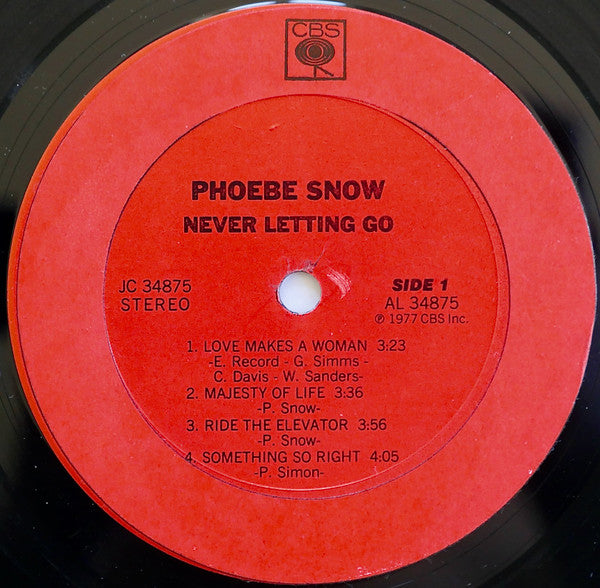 CBS
PHOEBE SNOW
NEVER LETTING GO
JC 34875
STEREO
SIDE 1
AL 34875
℗ 1977 CBS Inc.
1. LOVE MAKES A WOMAN 3:23
-E. Record - G. Simms -
C. Davis - W. Sanders-
2. MAJESTY OF LIFE 3:36
-P. Snow-
3. RIDE THE ELEVATOR 3:56
-P. Snow-
4. SOMETHING SO RIGHT 4:05
-P. Simon-